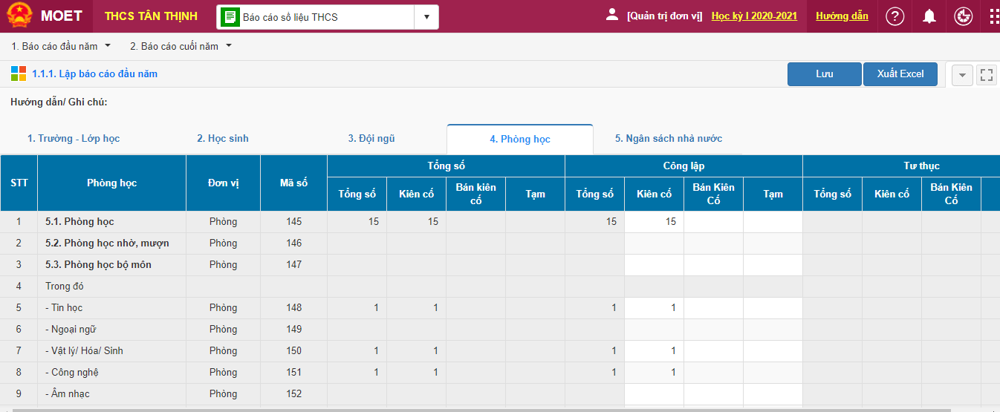 MOET THCS TÂN THỊNH Báo cáo số liệu THCS [Quản trị đơn vị] Học kỳ I 2020-2021 Hướng dẫn ?
1. Báo cáo đầu năm 2. Báo cáo cuối năm
1.1.1. Lập báo cáo đầu năm Lưu Xuất Excel
Hướng dẫn/ Ghi chú:
1. Trường - Lớp học 2. Học sinh 3. Đội ngũ 4. Phòng học 5. Ngân sách nhà nước
STT Phòng học Đơn vị Mã số Tổng số Công lập Tư thục
Tổng số Kiên cố Bán kiên cố Tạm Tổng số Kiên cố Bán Kiên Cố Tạm Tổng số Kiên cố Bán Kiên Cố
1 5.1. Phòng học Phòng 145 15 15 15 15
2 5.2. Phòng học nhờ, mượn Phòng 146
3 5.3. Phòng học bộ môn Phòng 147
4 Trong đó
5 - Tin học Phòng 148 1 1 1 1
6 - Ngoại ngữ Phòng 149
7 - Vật lý/ Hóa/ Sinh Phòng 150 1 1 1 1
8 - Công nghệ Phòng 151 1 1 1 1
9 - Âm nhạc Phòng 152